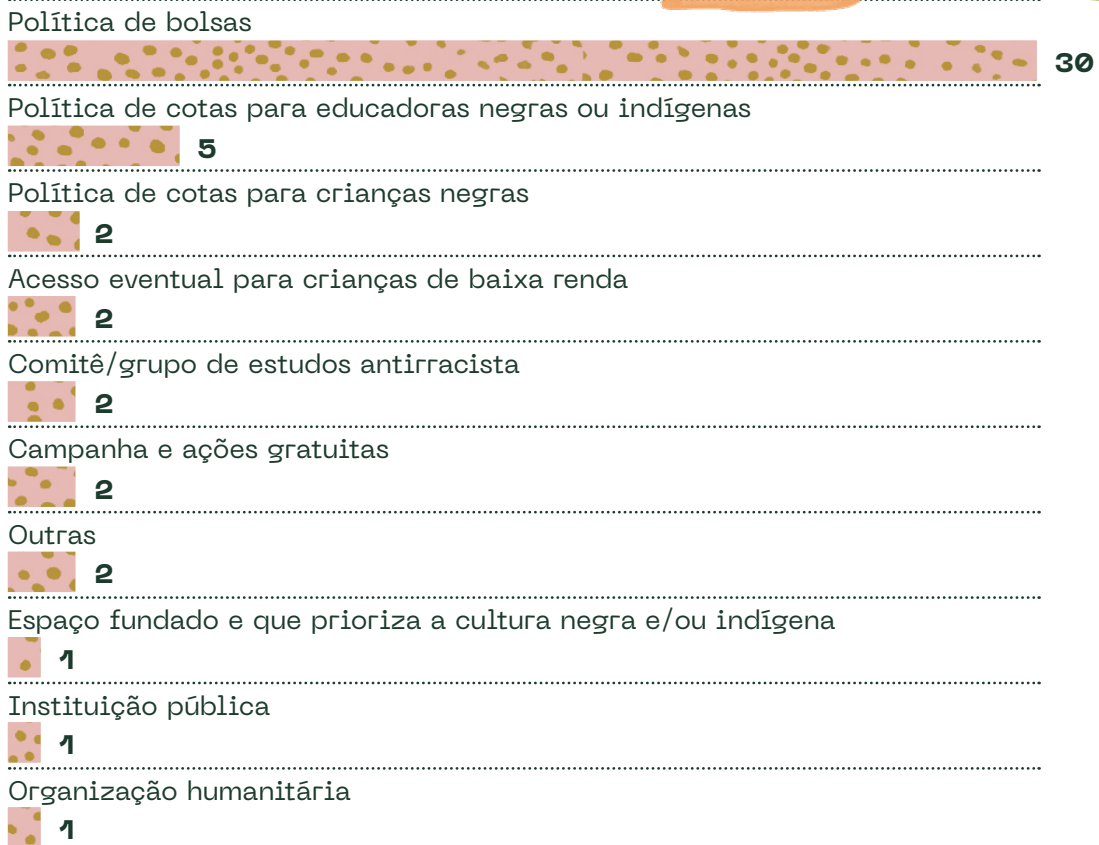 Política de bolsas
30
Política de cotas para educadoras negras ou indígenas
5
Política de cotas para crianças negras
2
Acesso eventual para crianças de baixa renda
2
Comitê/grupo de estudos antirracista
2
Campanha e ações gratuitas
2
Outras
2
Espaço fundado e que prioriza a cultura negra e/ou indígena
1
Instituição pública
1
Organização humanitária
1